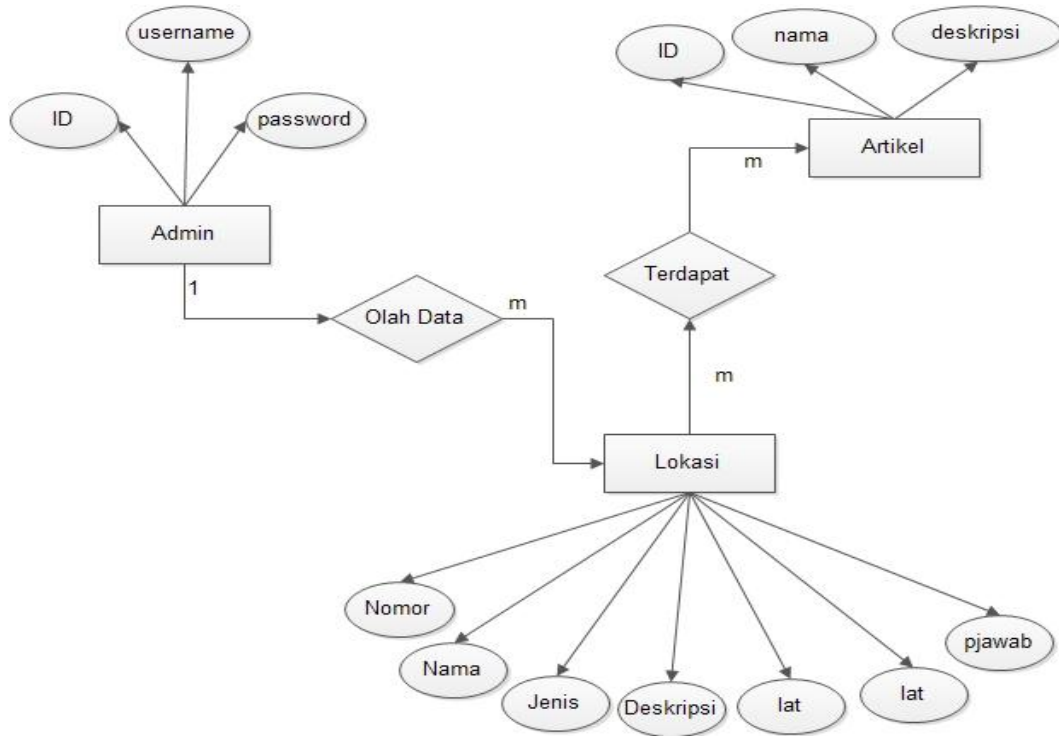 username
ID
password
Admin
1
Olah Data
m
ID
nama
deskripsi
Artikel
m
Terdapat
m
Lokasi
Nomor
Nama
Jenis
Deskripsi
lat
lat
pjawab